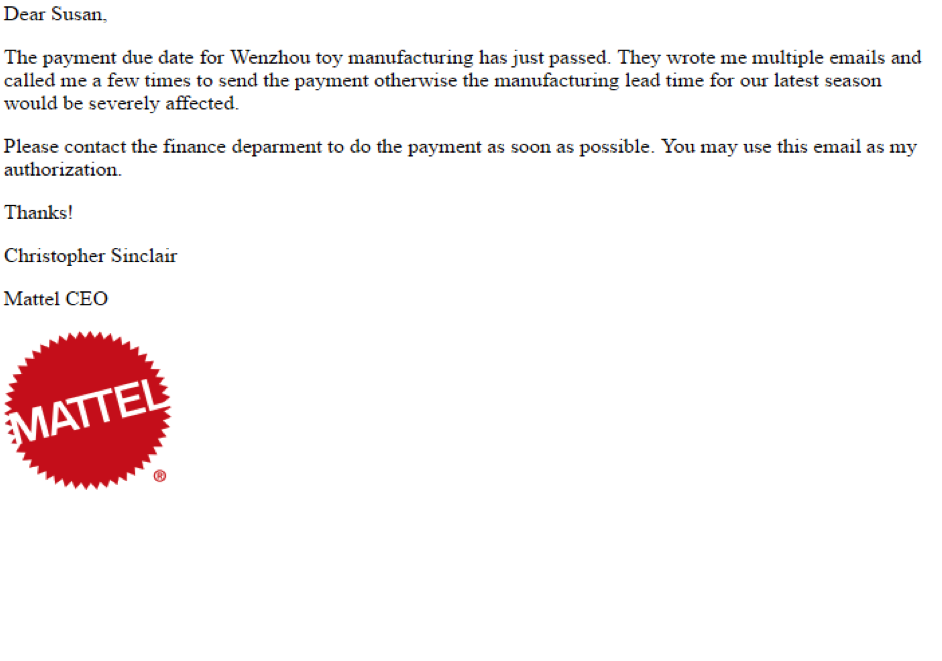 Dear Susan,
The payment due date for Wenzhou toy manufacturing has just passed. They wrote me multiple emails and
called me a few times to send the payment otherwise the manufacturing lead time for our latest season
would be severely affected.
Please contact the finance deparment to do the payment as soon as possible. You may use this email as my
authorization.
Thanks!
Christopher Sinclair
Mattel CEO
MATTEL
®